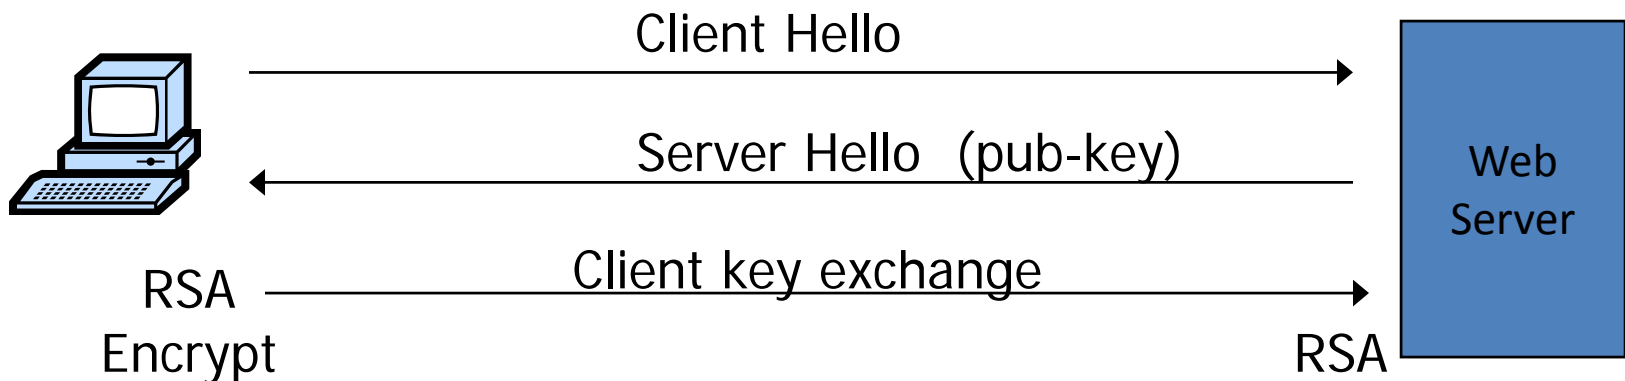 Client Hello
Server Hello (pub-key)
Web
Server
Client key exchange
RSA
Encrypt
RSA